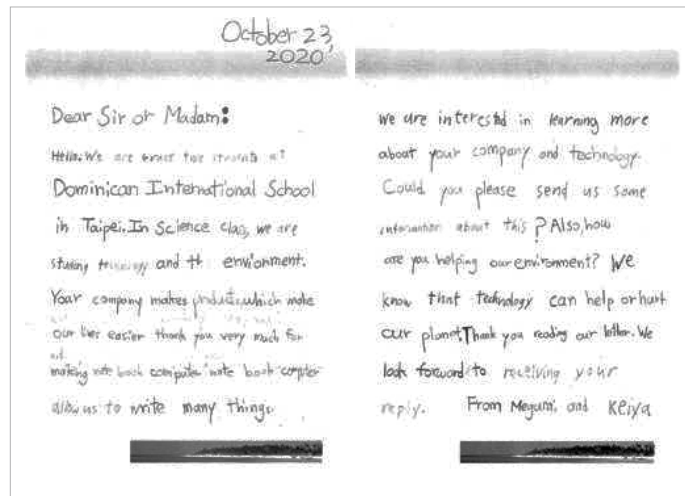 October 23,
2020
Dear Sir or Madam:
Hello. We are students at
Dominican International School
in Taipei. In Science class, we are
and the enviornment.
Your company makes products which make
our lives easier thank you very much for
making note book computer note book
allow us to write many things.
we are interestd in learning more
about your company and technology.
Could you please send us some
information about this? Also, how
are you helping our environment? We
know that technology can help or hurt
our planet. Thank you reading our letter. We
look forward to receiving your
reply. From Megumi, and Keiya